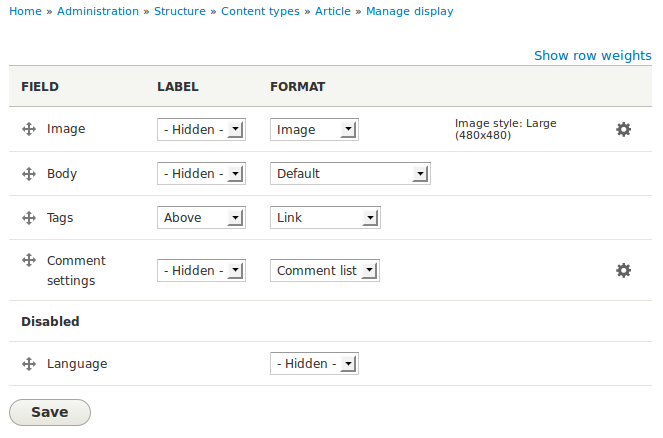 Home » Administration » Structure » Content types » Article » Manage display
Show row weights
FIELD LABEL FORMAT
Image - Hidden - Image Image style: Large
(480x480)
Body - Hidden - Default
Tags Above Link
Comment
settings - Hidden - Comment list
Disabled
Language - Hidden -
Save